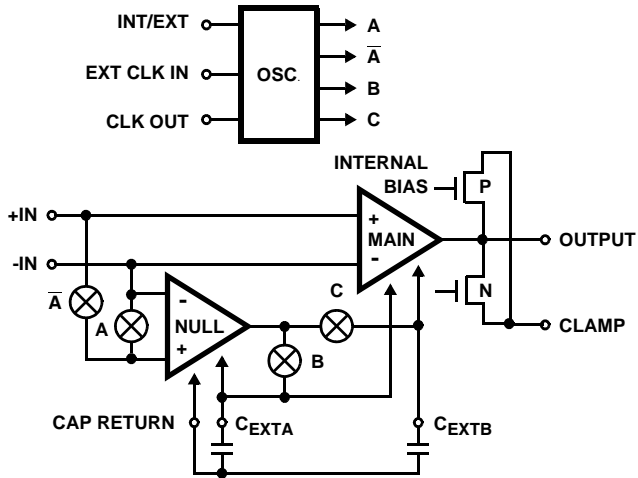 INT/EXT
EXT CLK IN
CLK OUT
OSC.
A
A̅
B
C
INTERNAL
BIAS
P
+IN
-IN
+
MAIN
-
OUTPUT
N
CLAMP
A̅
A
-
NULL
+
C
B
CAP RETURN
CEXTA
CEXTB